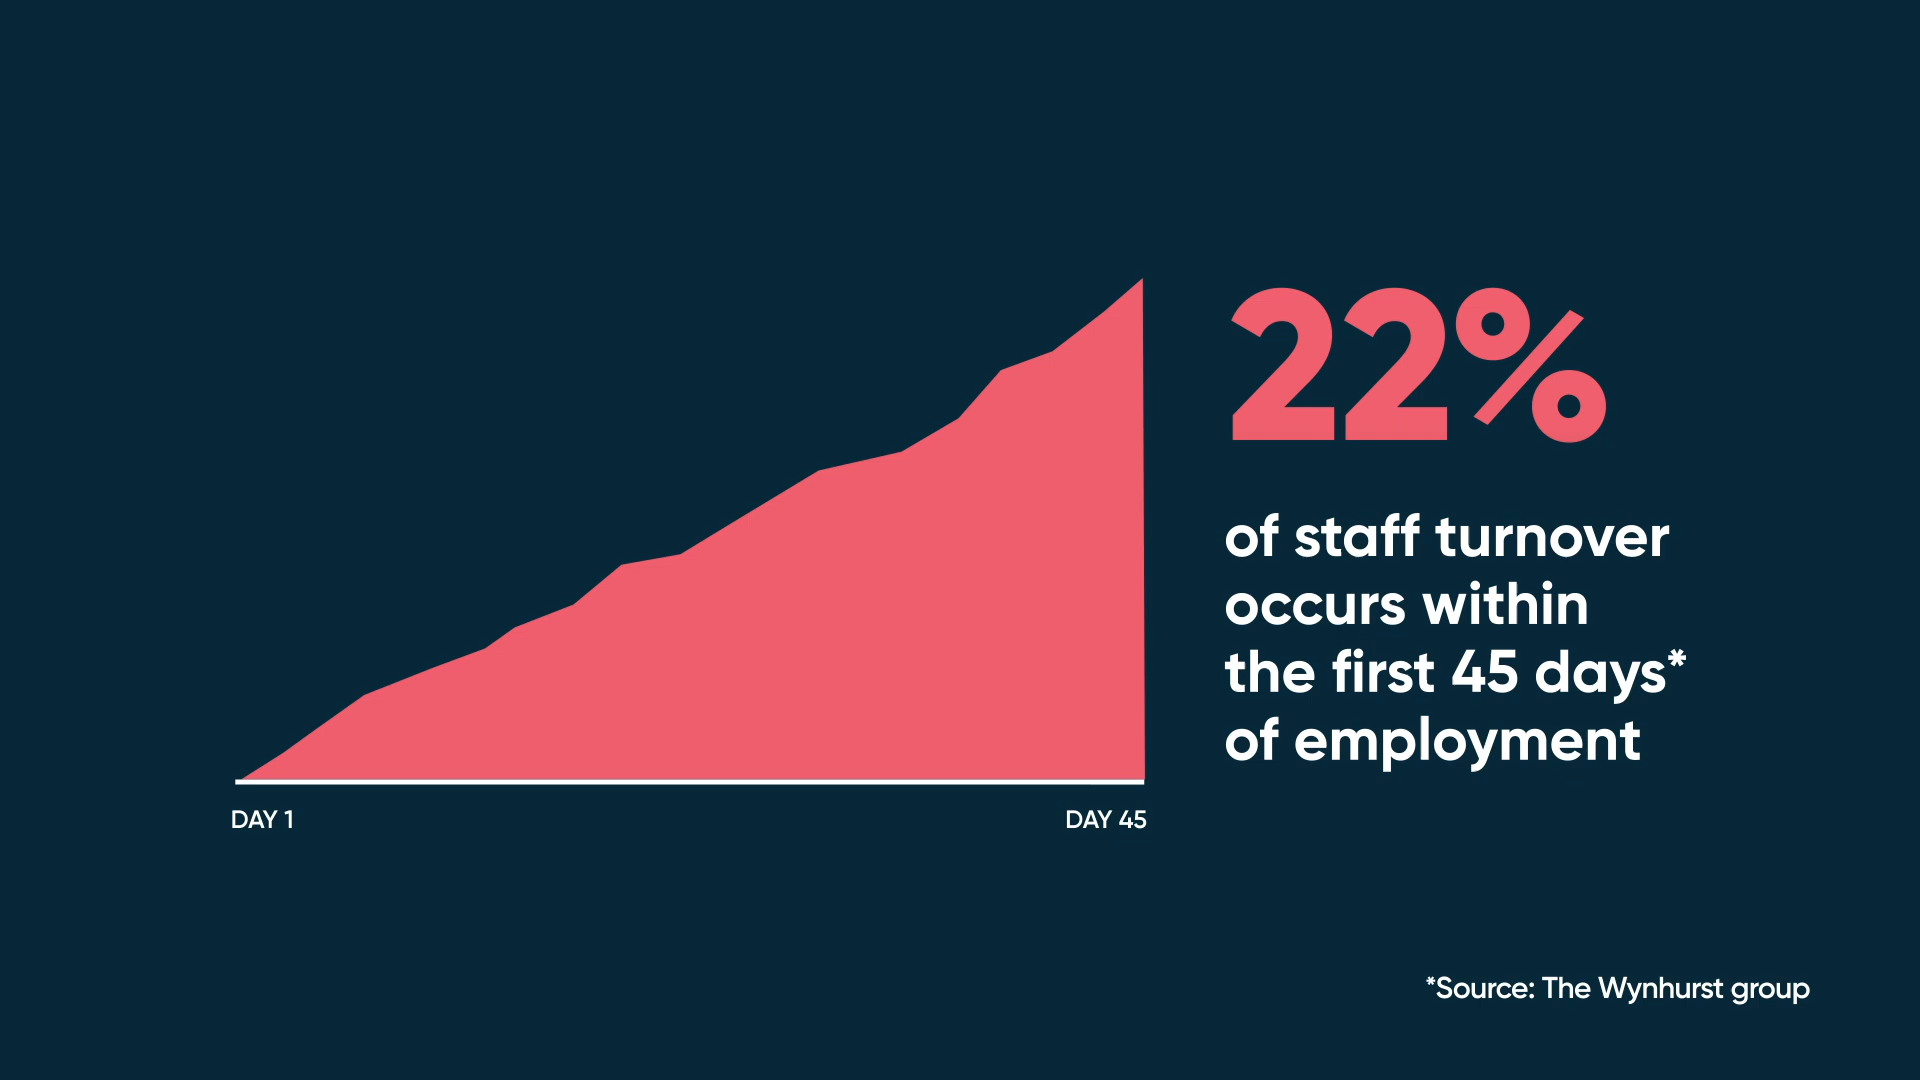 22%
of staff turnover
occurs within
the first 45 days*
of employment
DAY 1
DAY 45
*Source: The Wynhurst group